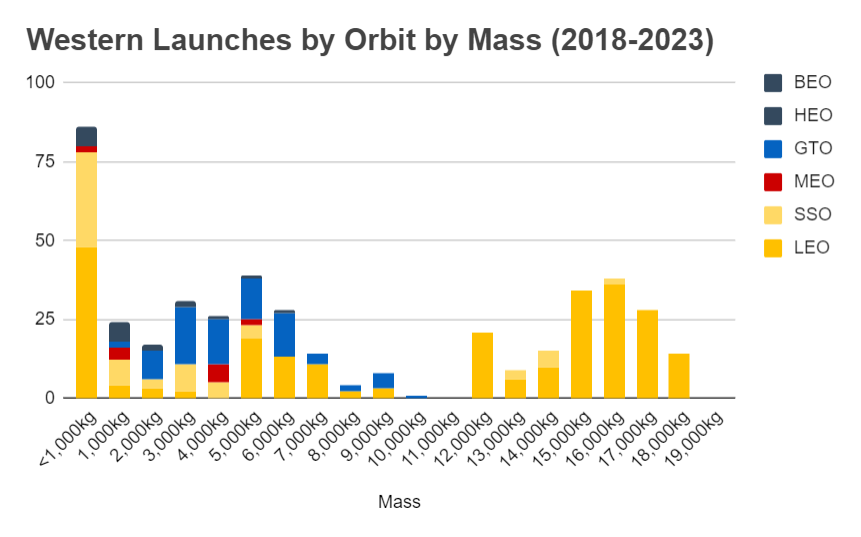 Western Launches by Orbit by Mass (2018-2023)
100
75
50
25
0
BEO
HEO
GTO
MEO
SSO
LEO
<1,000kg
1,000kg
2,000kg
3,000kg
4,000kg
5,000kg
6,000kg
7,000kg
8,000kg
9,000kg
10,000kg
11,000kg
12,000kg
13,000kg
14,000kg
15,000kg
16,000kg
17,000kg
18,000kg
19,000kg
Mass